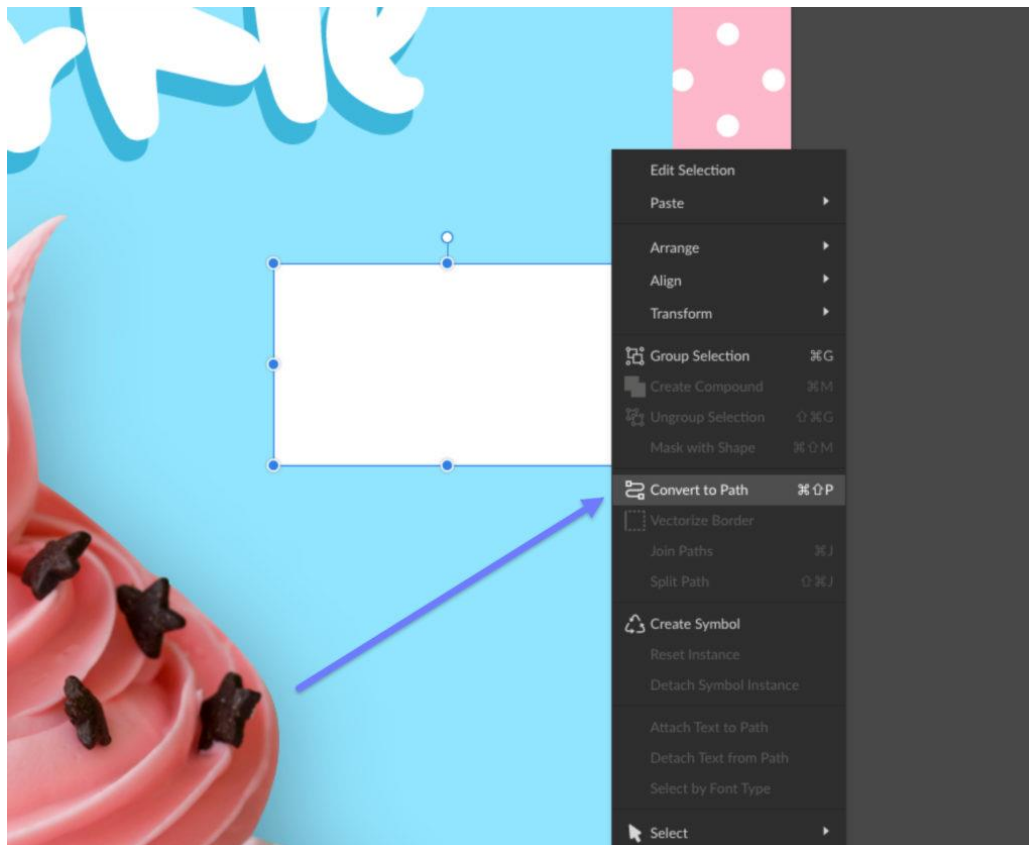 Edit Selection
Paste
Arrange
Align
Transform
Group Selection ⌘G
Create Compound ⌘M
Ungroup Selection ⇧⌘G
Mask with Shape ⌘⇧M
Convert to Path ⌘⇧P
Vectorize Border
Join Paths ⌘J
Split Path ⇧⌘J
Create Symbol
Reset Instance
Detach Symbol Instance
Attach Text to Path
Detach Text from Path
Select by Font Type
Select